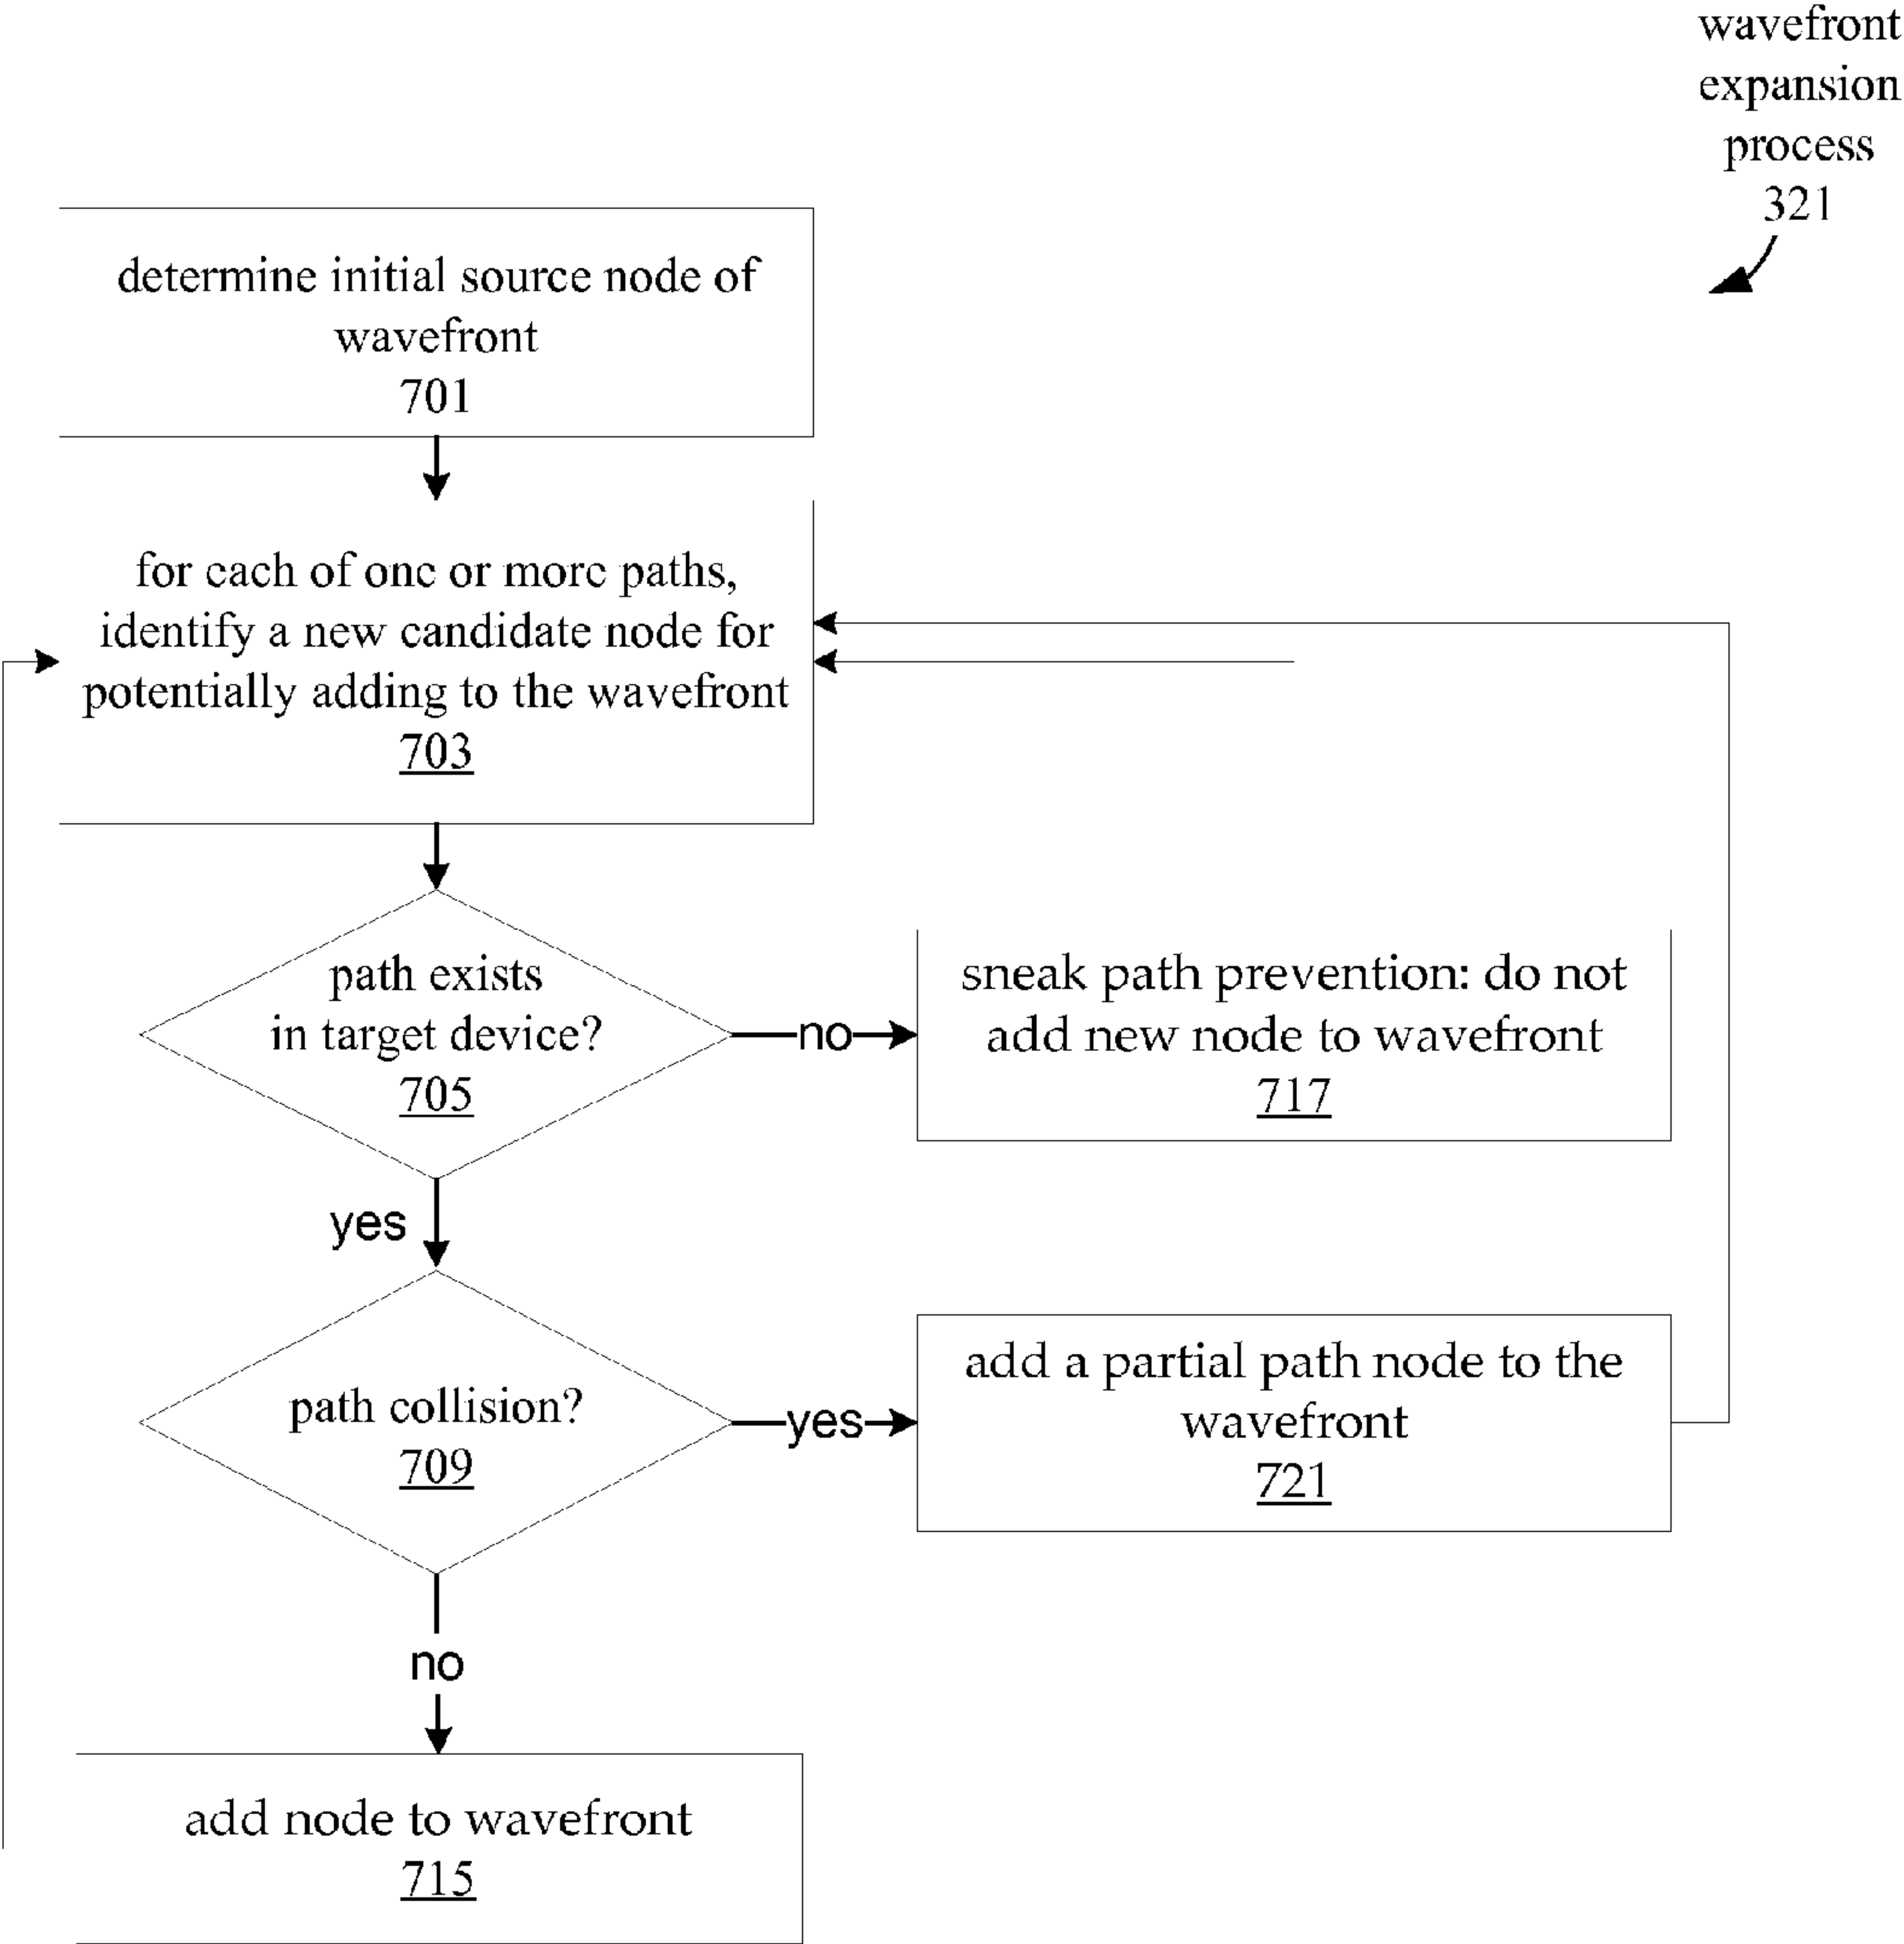 wavefront
expansion
process
321
determine initial source node of
wavefront
701
for each of one or more paths,
identify a new candidate node for
potentially adding to the wavefront
703
path exists
in target device?
705
no
sneak path prevention: do not
add new node to wavefront
717
yes
path collision?
709
yes
add a partial path node to the
wavefront
721
no
add node to wavefront
715